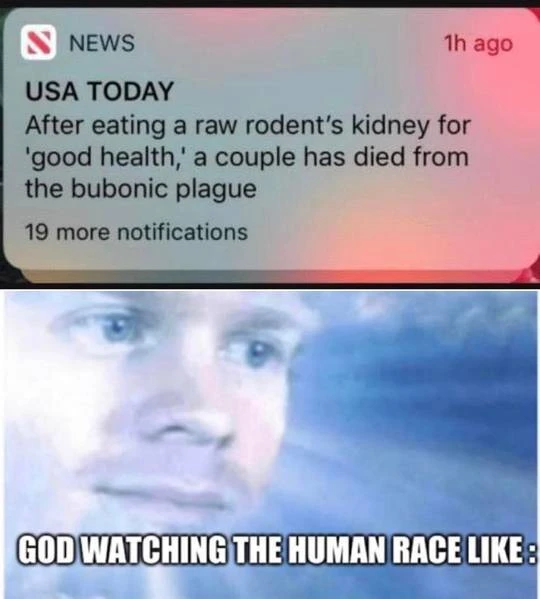 NEWS 1h ago
USA TODAY
After eating a raw rodent's kidney for
'good health,' a couple has died from
the bubonic plague
19 more notifications
GOD WATCHING THE HUMAN RACE LIKE :